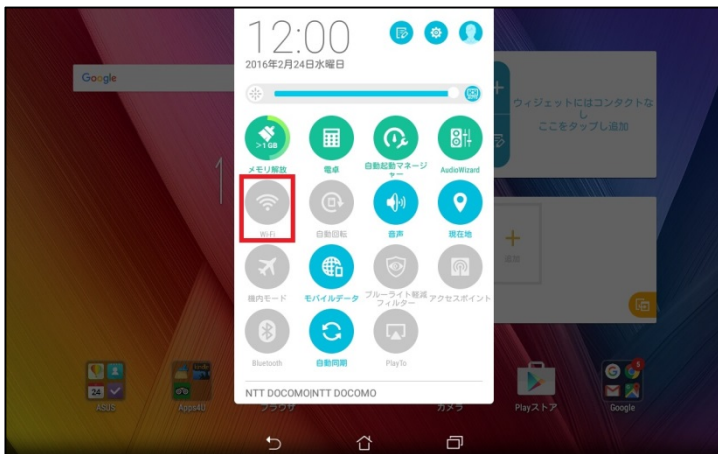 12:00
2016年2月24日水曜日
Google
ウィジェットにはコンタクトな
し
ここをタップし追加
>1 GB
メモリ解放
電卓
自動起動マネージ
ャー
AudioWizard
1
Wi-Fi
自動回転
音声
現在地
追加
機内モード
モバイルデータ
ブルーライト軽減
フィルター
アクセスポイント
Bluetooth
自動同期
PlayTo
NTT DOCOMO|NTT DOCOMO
24
5
ASUS
Apps4U
ブラウザ
カメラ
Playストア
Google